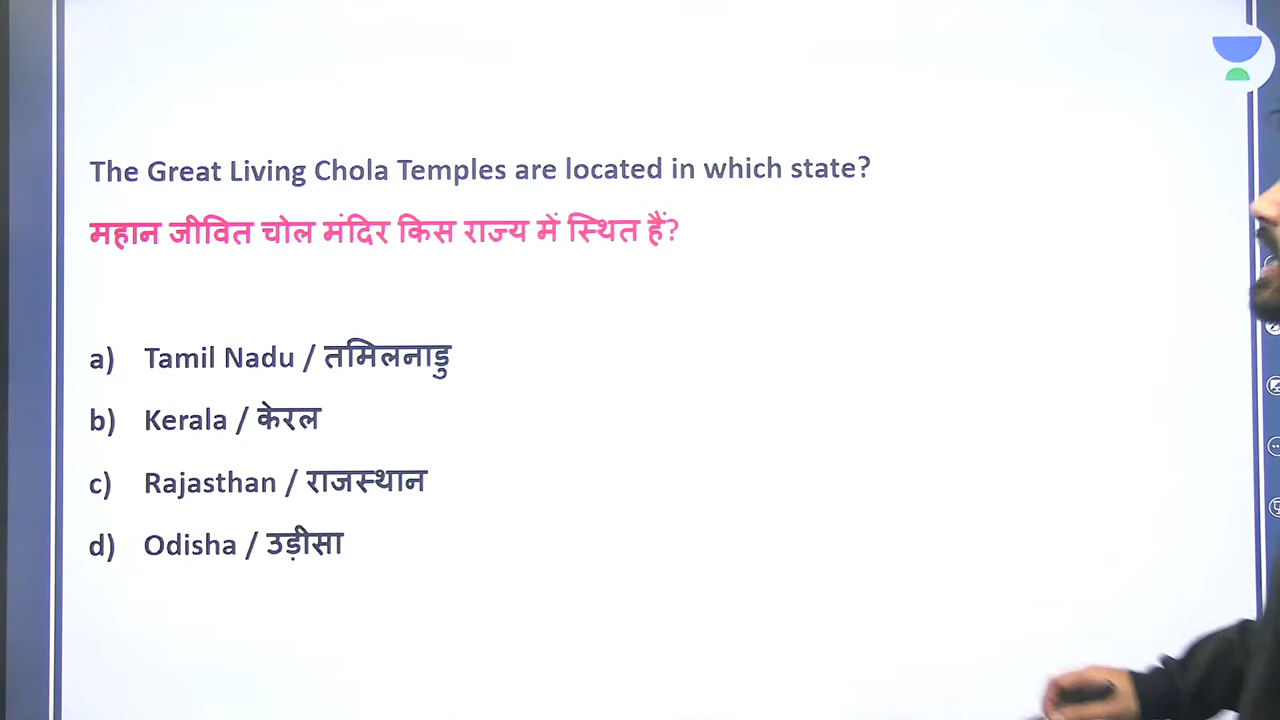 The Great Living Chola Temples are located in which state?
महान जीवित चोल मंदिर किस राज्य में स्थित हैं?
a) Tamil Nadu / तमिलनाडु
b) Kerala / केरल
c) Rajasthan / राजस्थान
d) Odisha / उड़ीसा